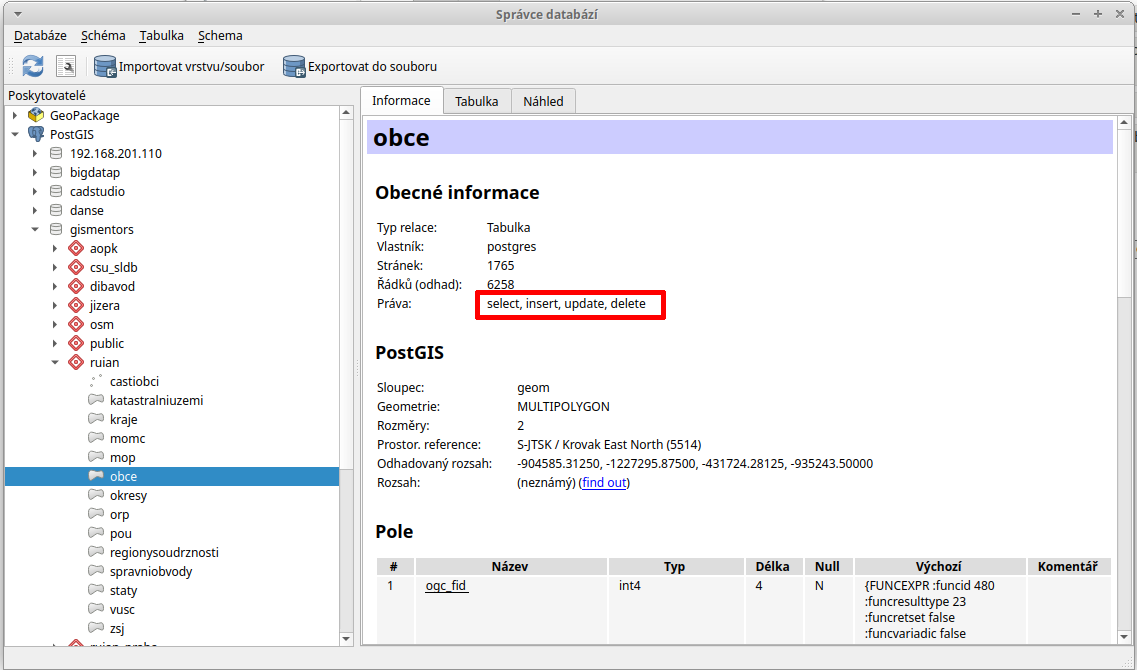 Správce databází
Databáze Schéma Tabulka Schema
Importovat vrstvu/soubor Exportovat do souboru
Poskytovatelé
GeoPackage
PostGIS
192.168.201.110
bigdatap
cadstudio
danse
gismentors
aopk
csu_sldb
dibavod
jizera
osm
public
ruian
castiobci
katastralniuzemi
kraje
momc
mop
obce
okresy
orp
pou
regionysoudrznosti
spravniobvody
staty
vusc
zsj
Informace Tabulka Náhled
obce
Obecné informace
Typ relace: Tabulka
Vlastník: postgres
Stránek: 1765
Řádků (odhad): 6258
Práva: select, insert, update, delete
PostGIS
Sloupec: geom
Geometrie: MULTIPOLYGON
Rozměry: 2
Prostor. reference: S-JTSK / Krovak East North (5514)
Odhadovaný rozsah: -904585.31250, -1227295.87500, -431724.28125, -935243.50000
Rozsah: (neznámý) (find out)
Pole
# Název Typ Délka Null Výchozí Komentář
1 ogc_fid int4 4 N {FUNCEXPR :funcid 480
:funcresulttype 23
:funcretset false
:funcvariadic false